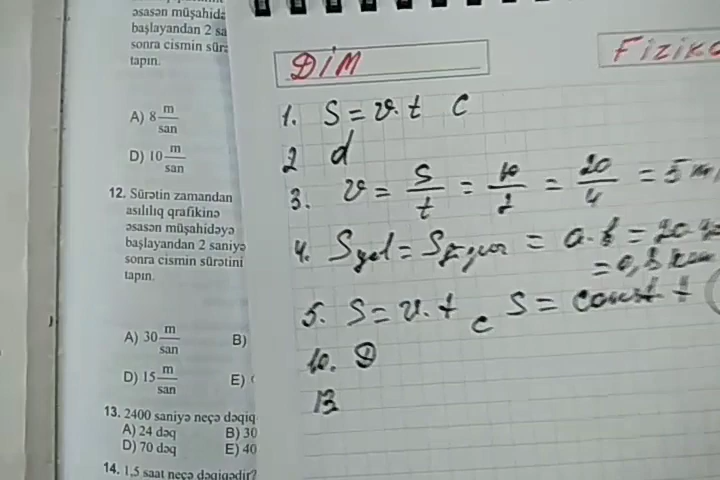 əsasən müşahidə
başlayandan 2 sa
sonra cismin sürə
tapın.
A) 8 m/san
D) 10 m/san
12. Sürətin zamandan
asılılıq qrafikinə
əsasən müşahidəyə
başlayandan 2 saniyə
sonra cismin sürətini
tapın.
A) 30 m/san B)
D) 15 m/san E)
13. 2400 saniyə neçə dəqiq
A) 24 dəq B) 30
D) 70 dəq E) 40
14. 1,5 saat neçə dəqiqədir?
DİM
Fizika
1. S = v.t C
2 d
3. v = S/t = 10/2 = 20/4 = 5 m
4. = a.b =
5. S = v.t C S = const
10. D
13